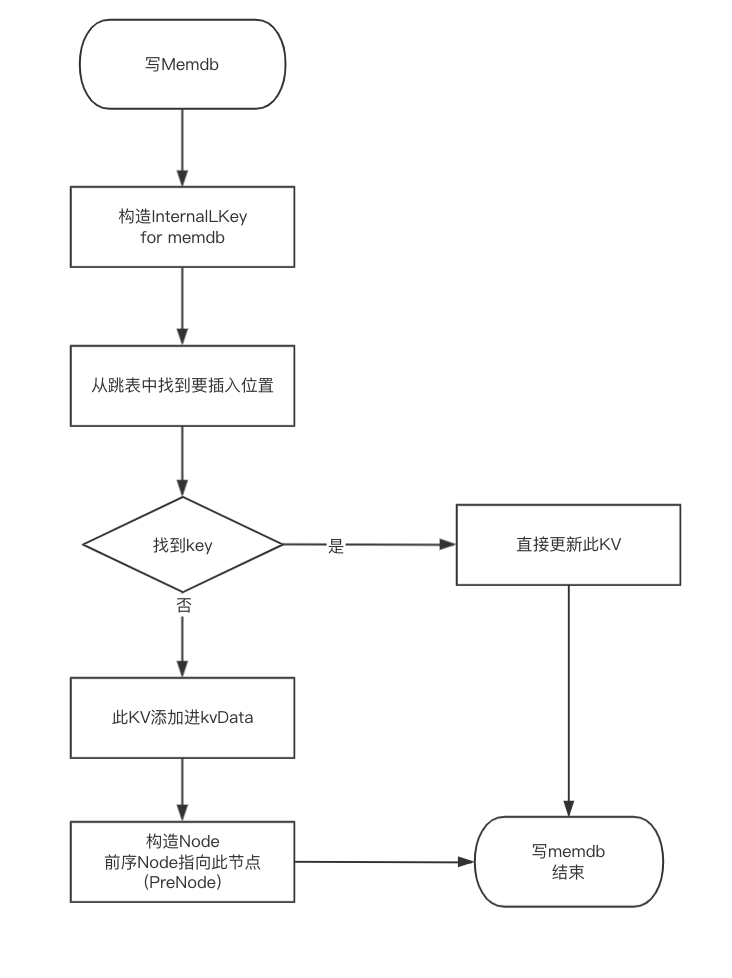 写Memdb
构造InternalLKey
for memdb
从跳表中找到要插入位置
找到key
是
直接更新此KV
否
此KV添加进kvData
构造Node
前序Node指向此节点
(PreNode)
写memdb
结束